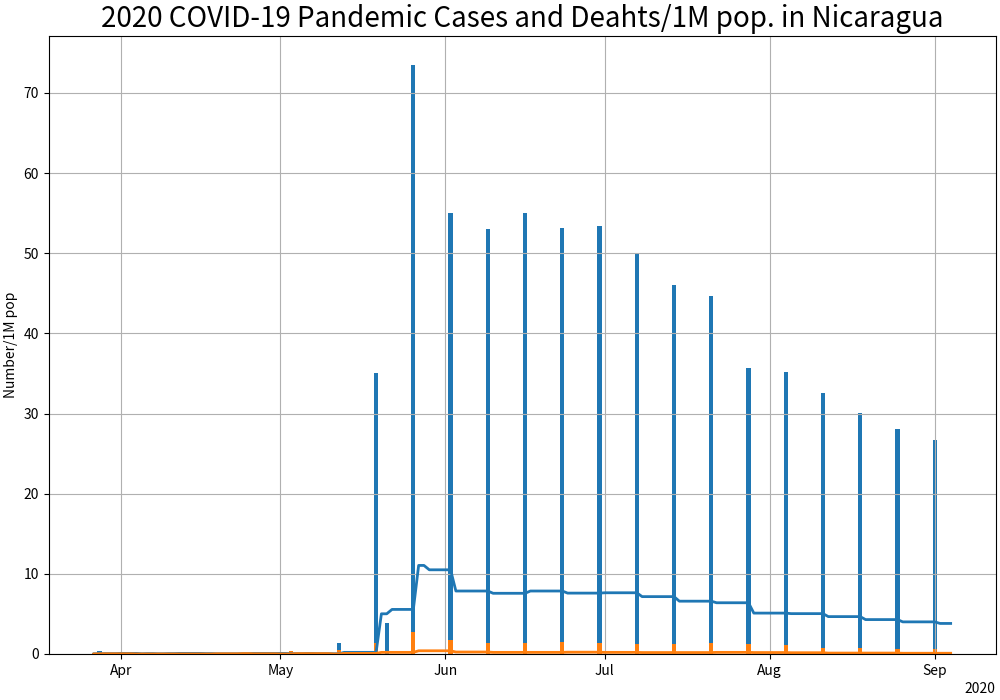 2020 COVID-19 Pandemic Cases and Deahts/1M pop. in Nicaragua
Number/1M pop
70
60
50
40
30
20
10
0
Apr
May
Jun
Jul
Aug
Sep
2020